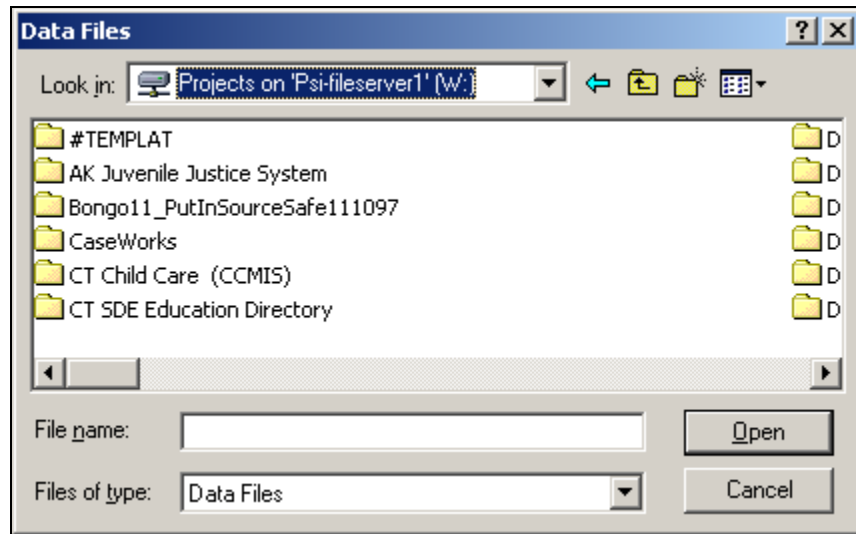 Data Files
Look in: Projects on 'Psi-fileserver1' (W:)
#TEMPLAT D
AK Juvenile Justice System D
Bongo11_PutInSourceSafe111097 D
CaseWorks D
CT Child Care (CCMIS) D
CT SDE Education Directory D
File name: Open
Files of type: Data Files Cancel